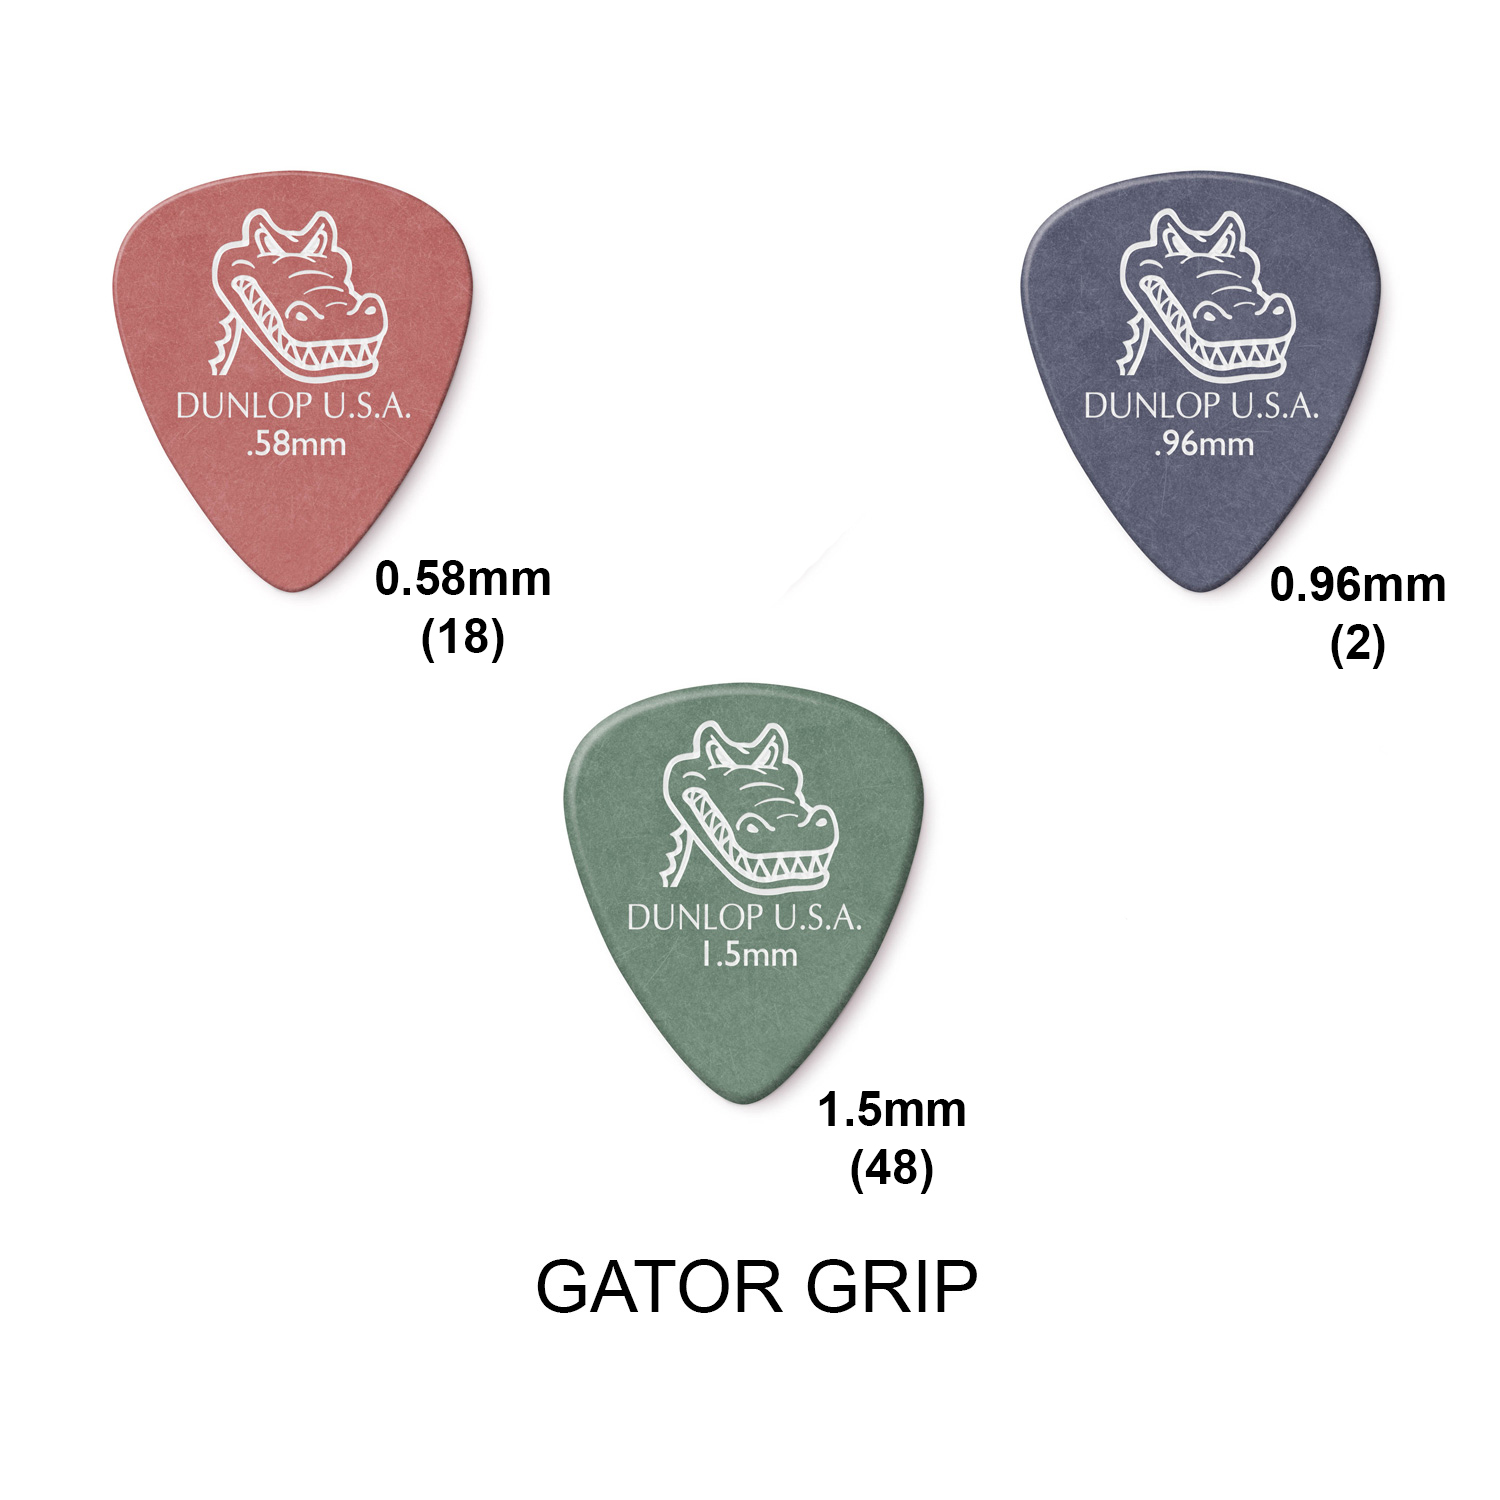 DUNLOP U.S.A.
.58mm
0.58mm
(18)
DUNLOP U.S.A.
.96mm
0.96mm
(2)
DUNLOP U.S.A.
1.5mm
1.5mm
(48)
GATOR GRIP